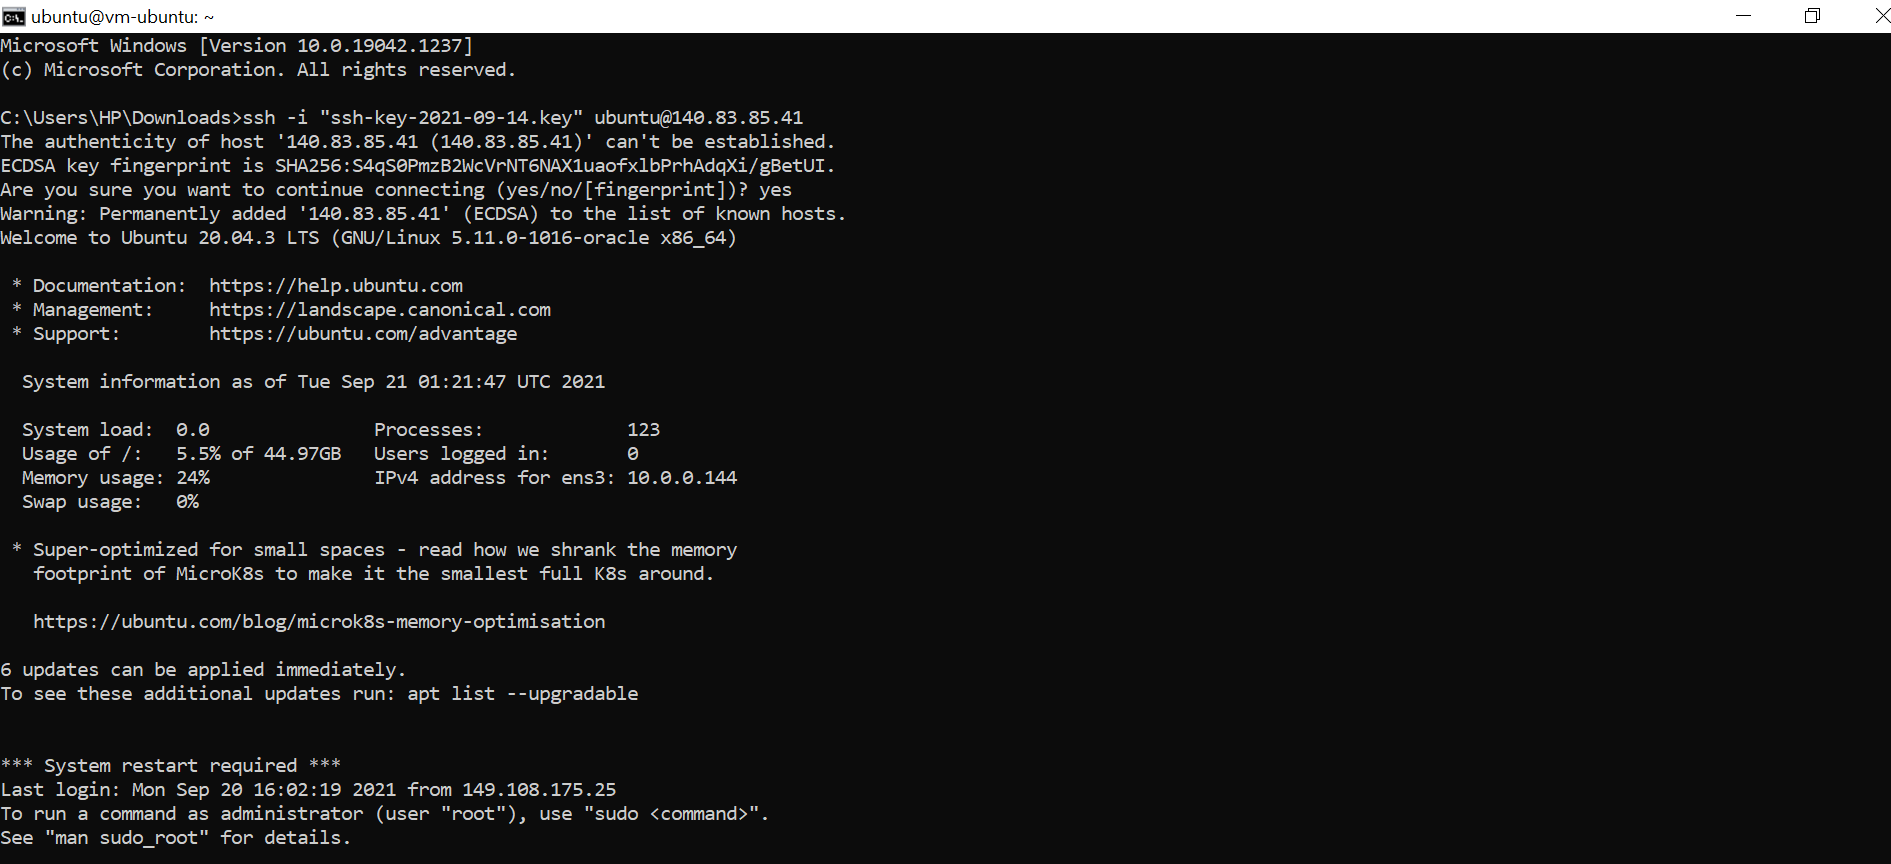 ubuntu@vm-ubuntu: ~
Microsoft Windows [Version 10.0.19042.1237]
(c) Microsoft Corporation. All rights reserved.
C:\Users\HP\Downloads>ssh -i "ssh-key-2021-09-14.key" ubuntu@140.83.85.41
The authenticity of host '140.83.85.41 (140.83.85.41)' can't be established.
ECDSA key fingerprint is SHA256:S4qS0PmzB2WcVrNT6NAX1uaofxlbPrhAdqXi/gBetUI.
Are you sure you want to continue connecting (yes/no/[fingerprint])? yes
Warning: Permanently added '140.83.85.41' (ECDSA) to the list of known hosts.
Welcome to Ubuntu 20.04.3 LTS (GNU/Linux 5.11.0-1016-oracle x86_64)
* Documentation:  https://help.ubuntu.com
* Management:     https://landscape.canonical.com
* Support:        https://ubuntu.com/advantage
System information as of Tue Sep 21 01:21:47 UTC 2021
System load:  0.0               Processes:             123
Usage of /:   5.5% of 44.97GB   Users logged in:       0
Memory usage: 24%               IPv4 address for ens3: 10.0.0.144
Swap usage:   0%
* Super-optimized for small spaces - read how we shrank the memory
footprint of MicroK8s to make it the smallest full K8s around.
https://ubuntu.com/blog/microk8s-memory-optimisation
6 updates can be applied immediately.
To see these additional updates run: apt list --upgradable
*** System restart required ***
Last login: Mon Sep 20 16:02:19 2021 from 149.108.175.25
To run a command as administrator (user "root"), use "sudo <command>".
See "man sudo_root" for details.